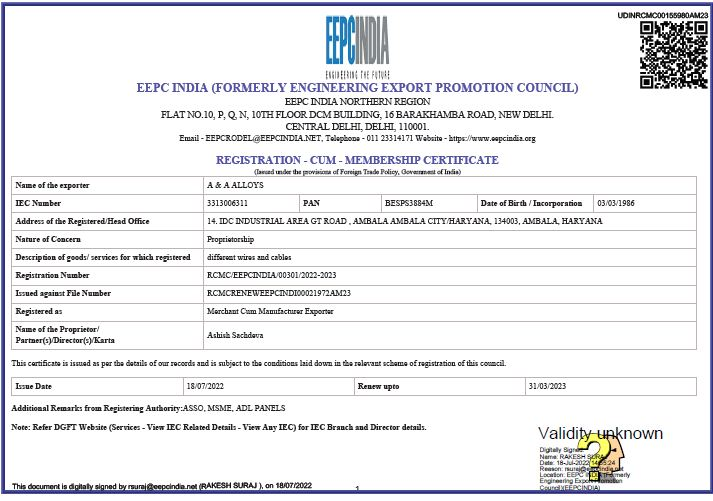 UDINRCMC00155980AM23
EEPC INDIA
ENGINEERING THE FUTURE
EEPC INDIA (FORMERLY ENGINEERING EXPORT PROMOTION COUNCIL)
EEPC INDIA NORTHERN REGION
FLAT NO.10, P, Q, N, 10TH FLOOR DCM BUILDING, 16 BARAKHAMBA ROAD, NEW DELHI.
CENTRAL DELHI, DELHI, 110001.
Email - EEPCRODEL@EEPCINDIA.NET, Telephone - 011 23314171 Website - https://www.eepcindia.org
REGISTRATION - CUM - MEMBERSHIP CERTIFICATE
(Issued under the provisions of Foreign Trade Policy, Government of India)
Name of the exporter A & A ALLOYS
IEC Number 3313006311 PAN BESPS3884M Date of Birth / Incorporation 03/03/1986
Address of the Registered/Head Office 14. IDC INDUSTRIAL AREA GT ROAD , AMBALA AMBALA CITY/HARYANA, 134003, AMBALA, HARYANA
Nature of Concern Proprietorship
Description of goods/ services for which registered different wires and cables
Registration Number RCMC/EEPCINDIA/00301/2022-2023
Issued against File Number RCMCRENEWEEPCINDI00021972AM23
Registered as Merchant Cum Manufacturer Exporter
Name of the Proprietor/
Partner(s)/Director(s)/Karta Ashish Sachdeva
This certificate is issued as per the details of our records and is subject to the conditions laid down in the relevant scheme of registration of this council.
Issue Date 18/07/2022 Renew upto 31/03/2023
Additional Remarks from Registering Authority:ASSO, MSME, ADL PANELS
Note: Refer DGFT Website (Services - View IEC Related Details - View Any IEC) for IEC Branch and Director details.
Validity unknown
Digitally Signed
Name: RAKESH SURAJ
Date: 18-Jul-2022 14:55:24
Reason: rsuraj@eepcindia.net
Location: EEPC INDIA (Formerly
Engineering Export Promotion
Council)(EEPCINDIA)
This document is digitally signed by rsuraj@eepcindia.net (RAKESH SURAJ ), on 18/07/2022
1